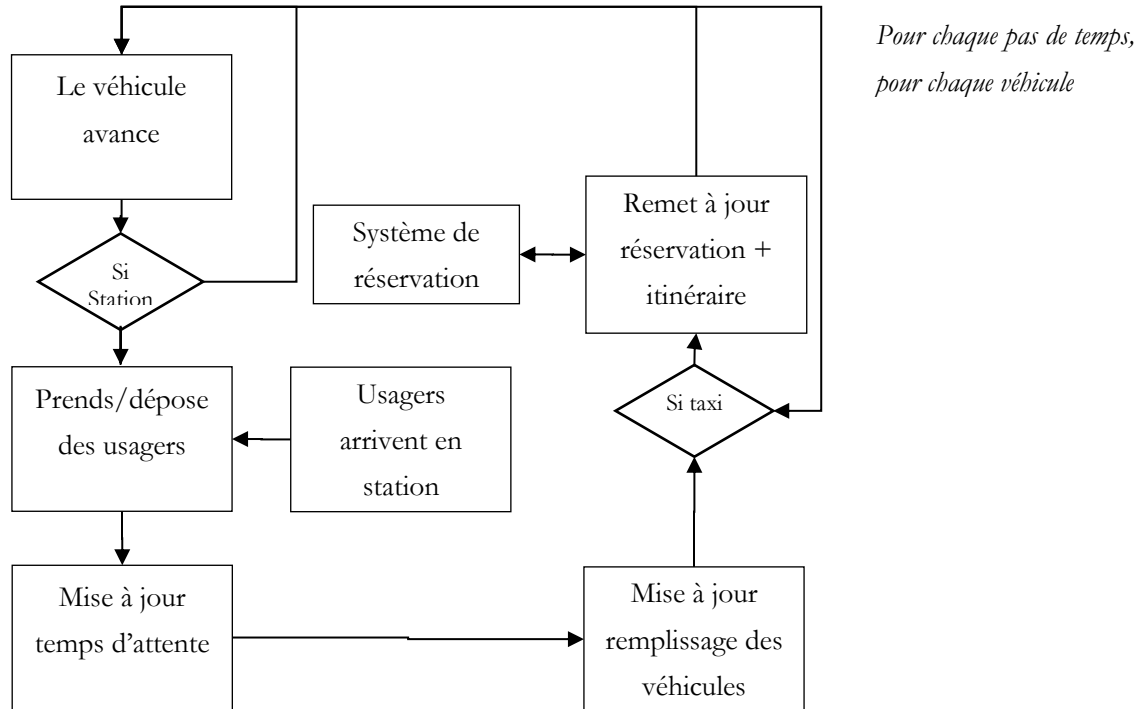 Pour chaque pas de temps,
pour chaque véhicule
Le véhicule
avance
Si
Station
Prends/dépose
des usagers
Usagers
arrivent en
station
Mise à jour
temps d'attente
Mise à jour
remplissage des
véhicules
Si taxi
Remet à jour
réservation +
itinéraire
Système de
réservation